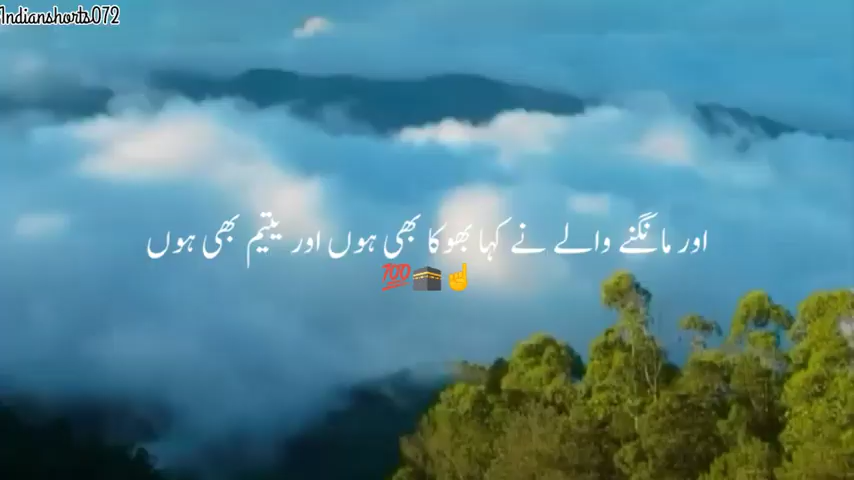 Indianshorts072
اور مانگنے والے نے کہا بھوکا بھی ہوں اور یتیم بھی ہوں
💯🕋☝️